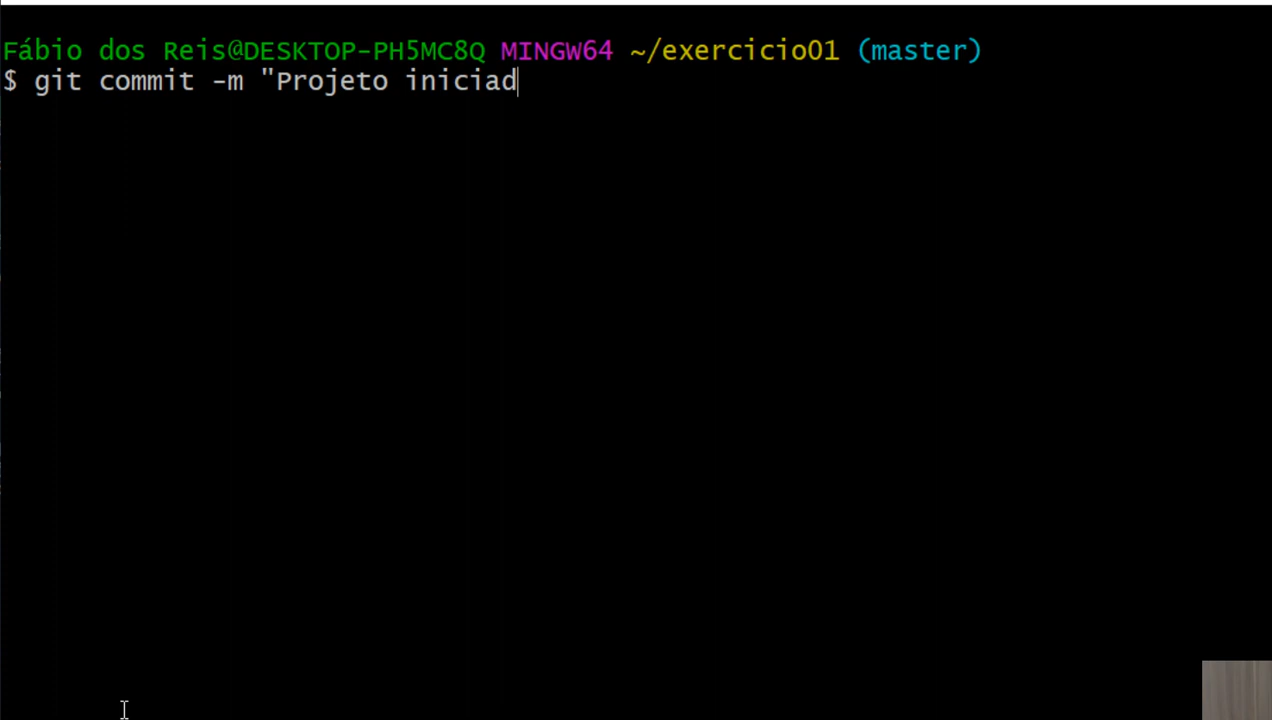 Fábio dos Reis@DESKTOP-PH5MC8Q MINGW64 ~/exercicio01 (master)
$ git commit -m "Projeto iniciad